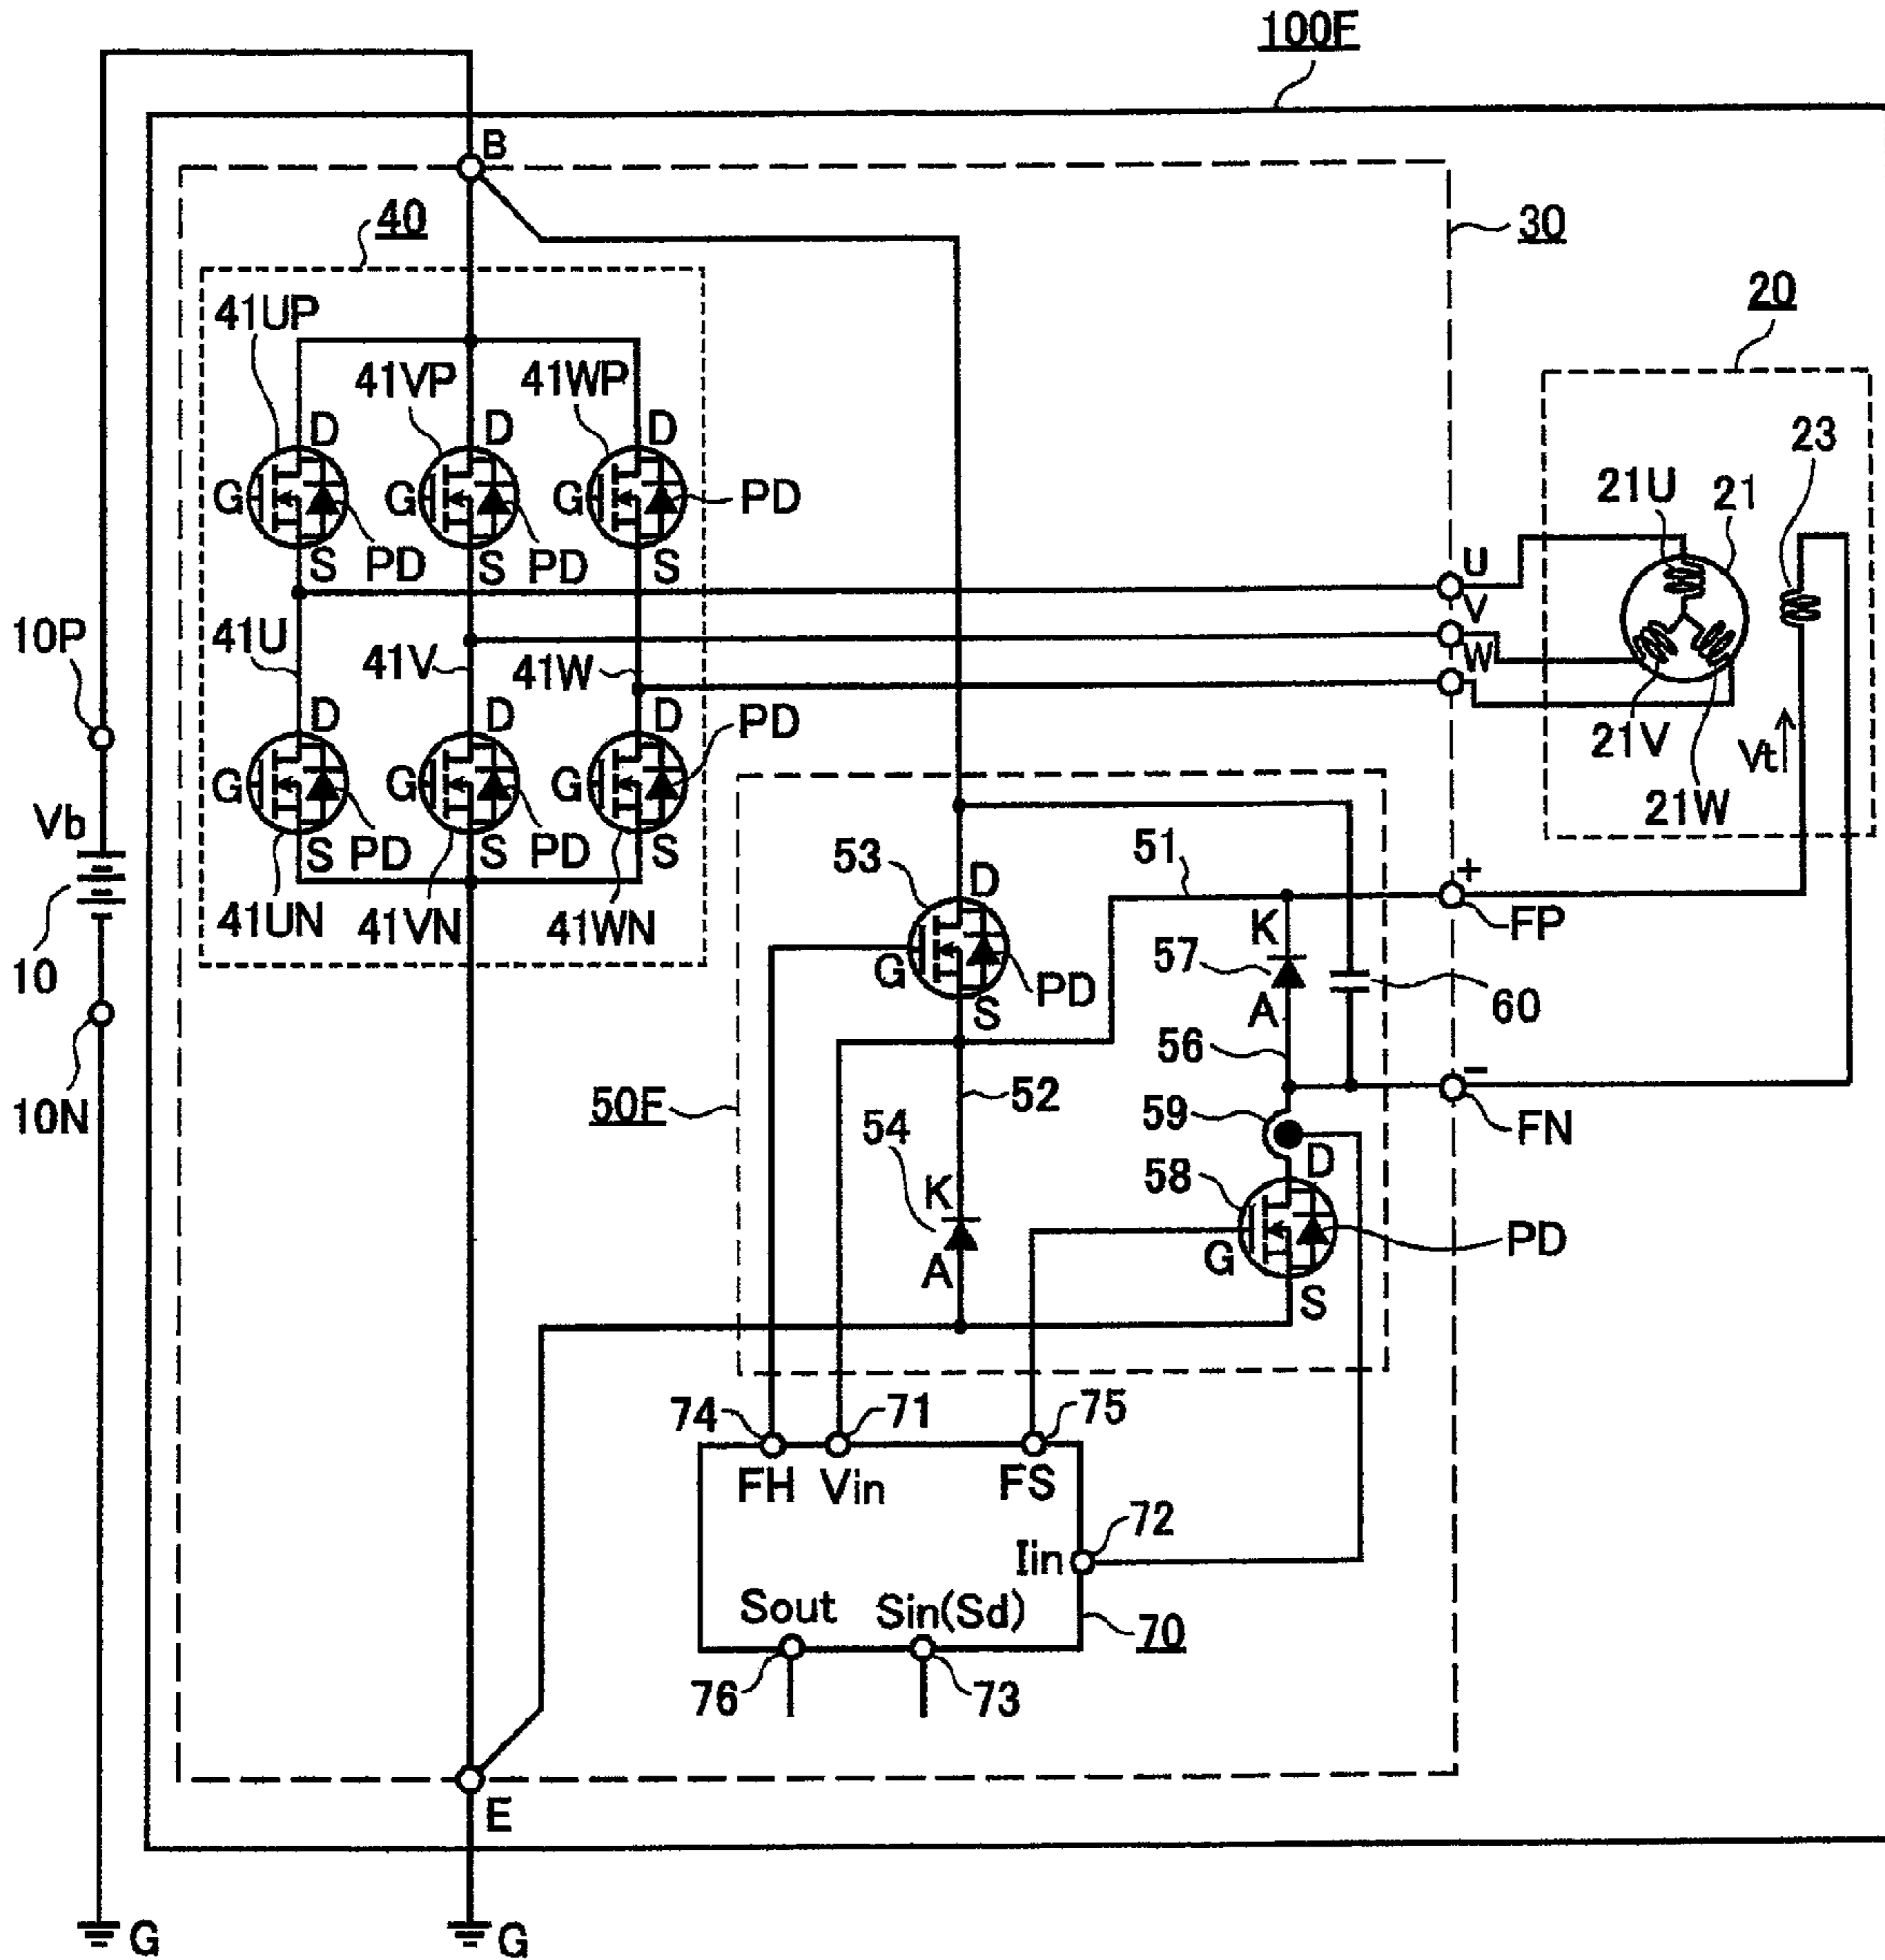 100F
B
40
30
41UP
41VP
41WP
20
D
D
D
23
G
G
G
PD
21U
21
S
PD
S
PD
S
U
V
W
10P
41U
41V
41W
D
D
D
PD
G
G
G
21V
Vt
21W
Vb
S
PD
S
PD
S
53
D
51
+
FP
41UN
41VN
41WN
K
57
10
G
PD
60
S
A
56
10N
50F
52
59
-
FN
54
D
58
K
PD
A
G
S
74
71
75
FH
Vin
FS
72
Iin
Sout
Sin(Sd)
70
76
73
E
G
G